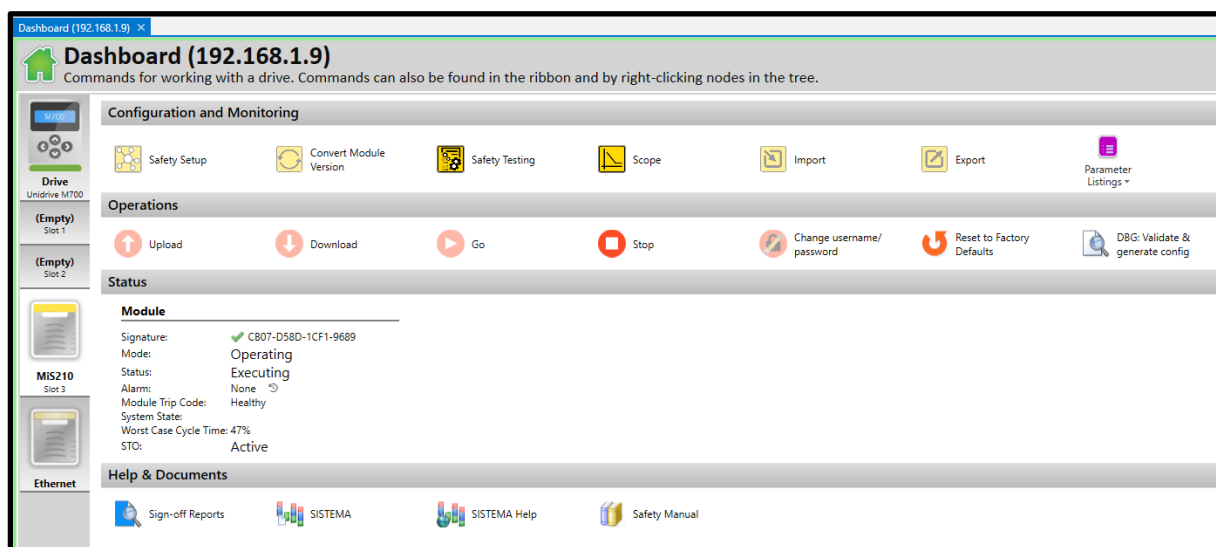 Dashboard (192.168.1.9) ×
Dashboard (192.168.1.9)
Commands for working with a drive. Commands can also be found in the ribbon and by right-clicking nodes in the tree.
M700
Drive
Unidrive M700
(Empty)
Slot 1
(Empty)
Slot 2
MiS210
Slot 3
Ethernet
Configuration and Monitoring
Safety Setup
Convert Module
Version
Safety Testing
Scope
Import
Export
Parameter
Listings
Operations
Upload
Download
Go
Stop
Change username/
password
Reset to Factory
Defaults
DBG: Validate &
generate config
Status
Module
Signature: CB07-D58D-1CF1-9689
Mode: Operating
Status: Executing
Alarm: None
Module Trip Code: Healthy
System State:
Worst Case Cycle Time: 47%
STO: Active
Help & Documents
Sign-off Reports
SISTEMA
SISTEMA Help
Safety Manual